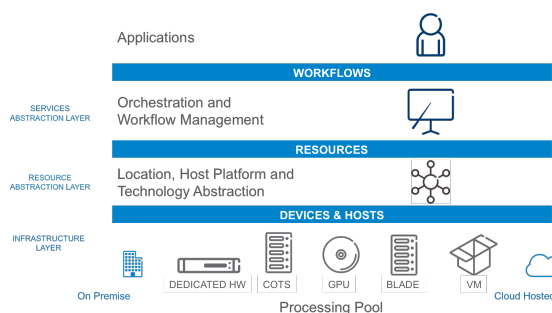 Applications
WORKFLOWS
SERVICES
ABSTRACTION LAYER
Orchestration and
Workflow Management
RESOURCES
RESOURCE
ABSTRACTION LAYER
Location, Host Platform and
Technology Abstraction
DEVICES & HOSTS
INFRASTRUCTURE
LAYER
DEDICATED HW
COTS
GPU
BLADE
VM
On Premise
Cloud Hosted
Processing Pool